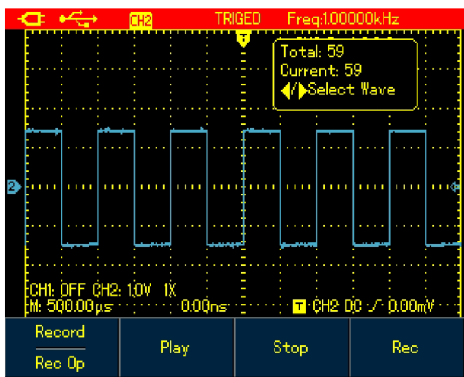 CH2 TRIGED Freq:1.00000kHz
T
Total: 59
Current: 59
/ Select Wave
2
CH1: OFF CH2: 1.0V 1X
M: 500.00μs 0.00ns T CH2 DC 0.00mV
Record
Rec Op
Play
Stop
Rec